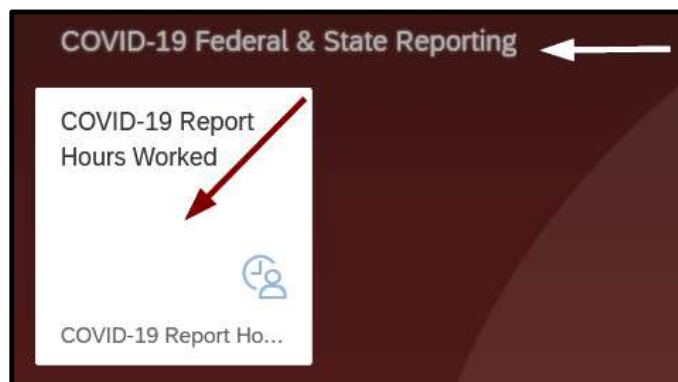 COVID-19 Federal & State Reporting
COVID-19 Report
Hours Worked
COVID-19 Report Ho...